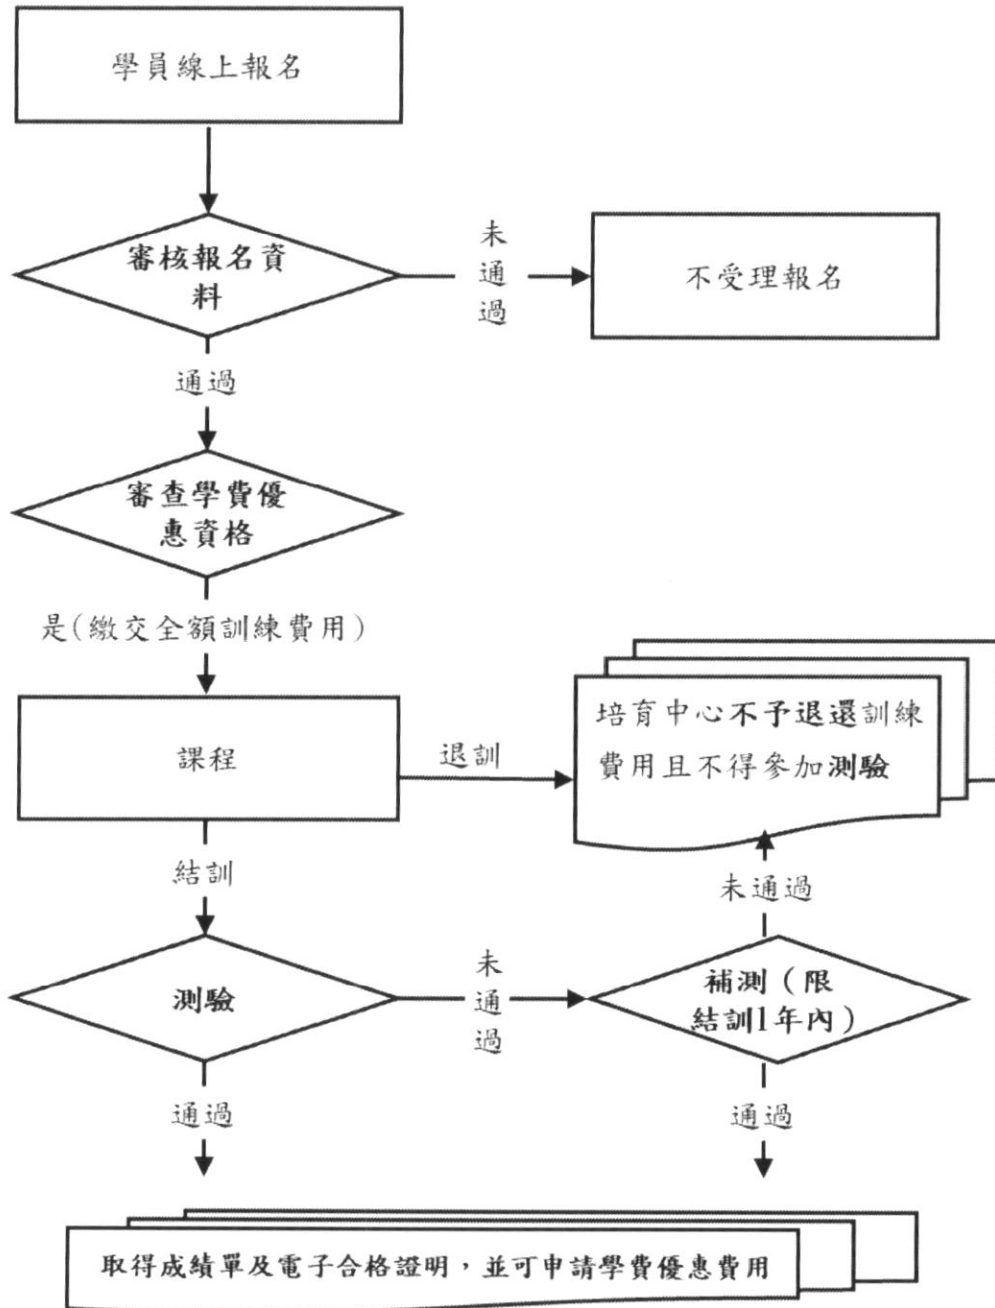 學員線上報名
審核報名資
料
未
通
過
不受理報名
通過
審查學費優
惠資格
是(繳交全額訓練費用)
課程
退訓
培育中心不予退還訓練
費用且不得參加測驗
結訓
未通過
測驗
未
通
過
補測(限
結訓1年內)
通過
通過
取得成績單及電子合格證明,並可申請學費優惠費用